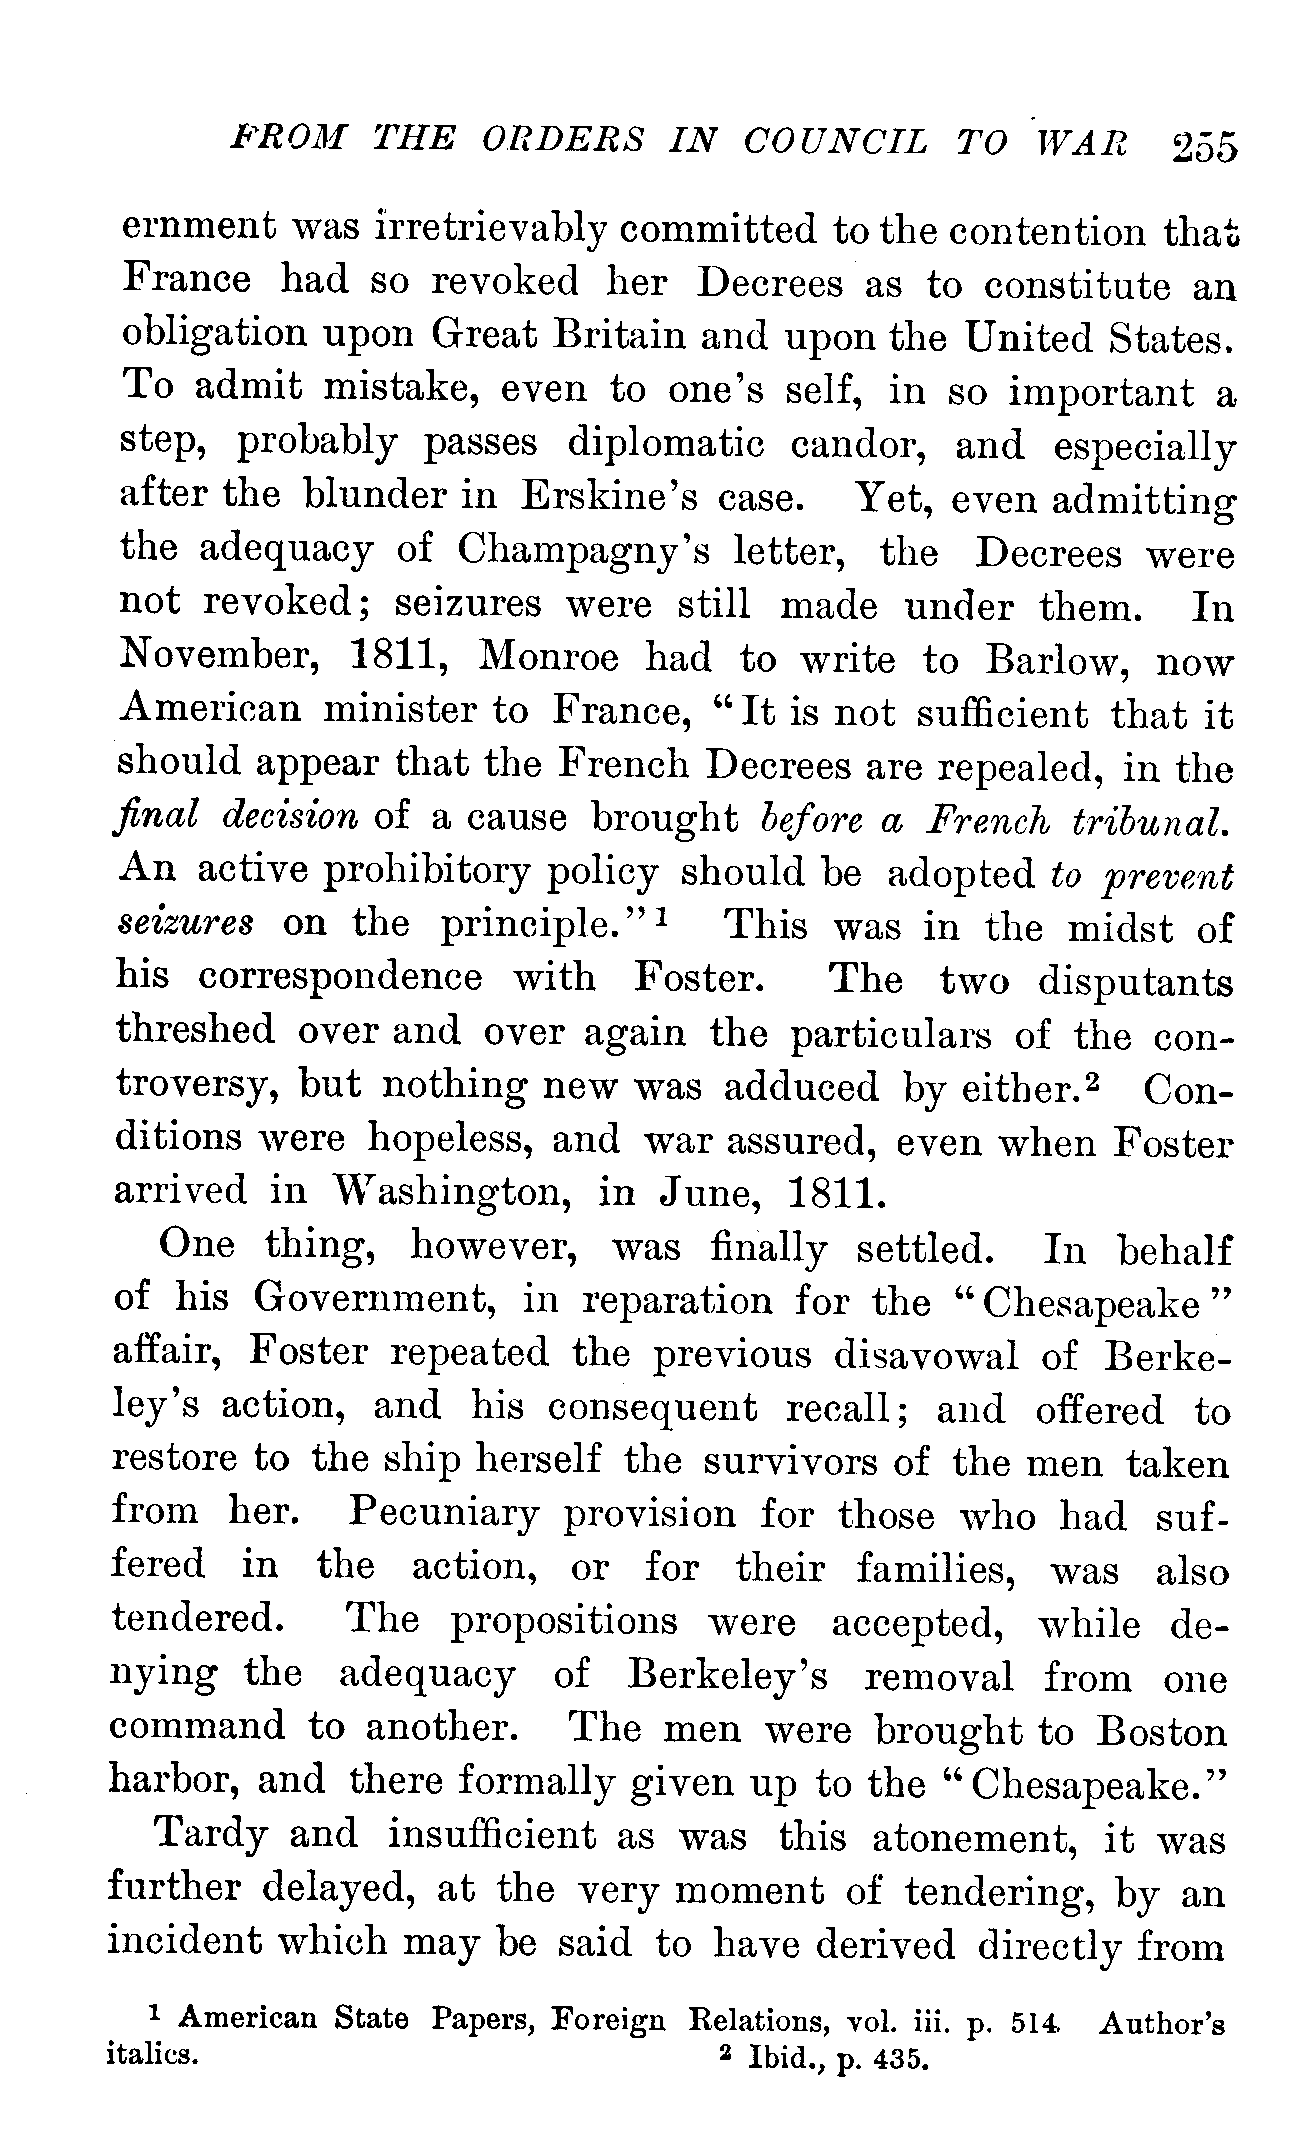 FROM THE ORDERS IN COUNCIL TO WAR 255
ernment was irretrievably committed to the contention that
France had so revoked her Decrees as to constitute an
obligation upon Great Britain and upon the United States.
To admit mistake, even to one's self, in so important a
step, probably passes diplomatic candor, and especially
after the blunder in Erskine's case. Yet, even admitting
the adequacy of Champagny's letter, the Decrees were
not revoked; seizures were still made under them. In
November, 1811, Monroe had to write to Barlow, now
American minister to France, "It is not sufficient that it
should appear that the French Decrees are repealed, in the
final decision of a cause brought before a French tribunal.
An active prohibitory policy should be adopted to prevent
seizures on the principle." 1 This was in the midst of
his correspondence with Foster. The two disputants
threshed over and over again the particulars of the con-
troversy, but nothing new was adduced by either.2 Con-
ditions were hopeless, and war assured, even when Foster
arrived in Washington, in June, 1811.
One thing, however, was finally settled. In behalf
of his Government, in reparation for the "Chesapeake"
affair, Foster repeated the previous disavowal of Berke-
ley's action, and his consequent recall; and offered to
restore to the ship herself the survivors of the men taken
from her. Pecuniary provision for those who had suf-
fered in the action, or for their families, was also
tendered. The propositions were accepted, while de-
nying the adequacy of Berkeley's removal from one
command to another. The men were brought to Boston
harbor, and there formally given up to the "Chesapeake."
Tardy and insufficient as was this atonement, it was
further delayed, at the very moment of tendering, by an
incident which may be said to have derived directly from
1 American State Papers, Foreign Relations, vol. iii. p. 514. Author's
italics. 2 Ibid., p. 435.